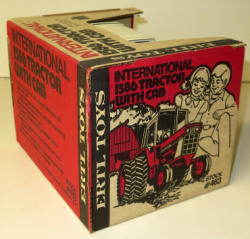 INTERNATIONAL
1586 TRACTOR
WITH CAB
ERTL TOYS
INTERNATIONAL
1586 TRACTOR
WITH CAB
STOCK
#463